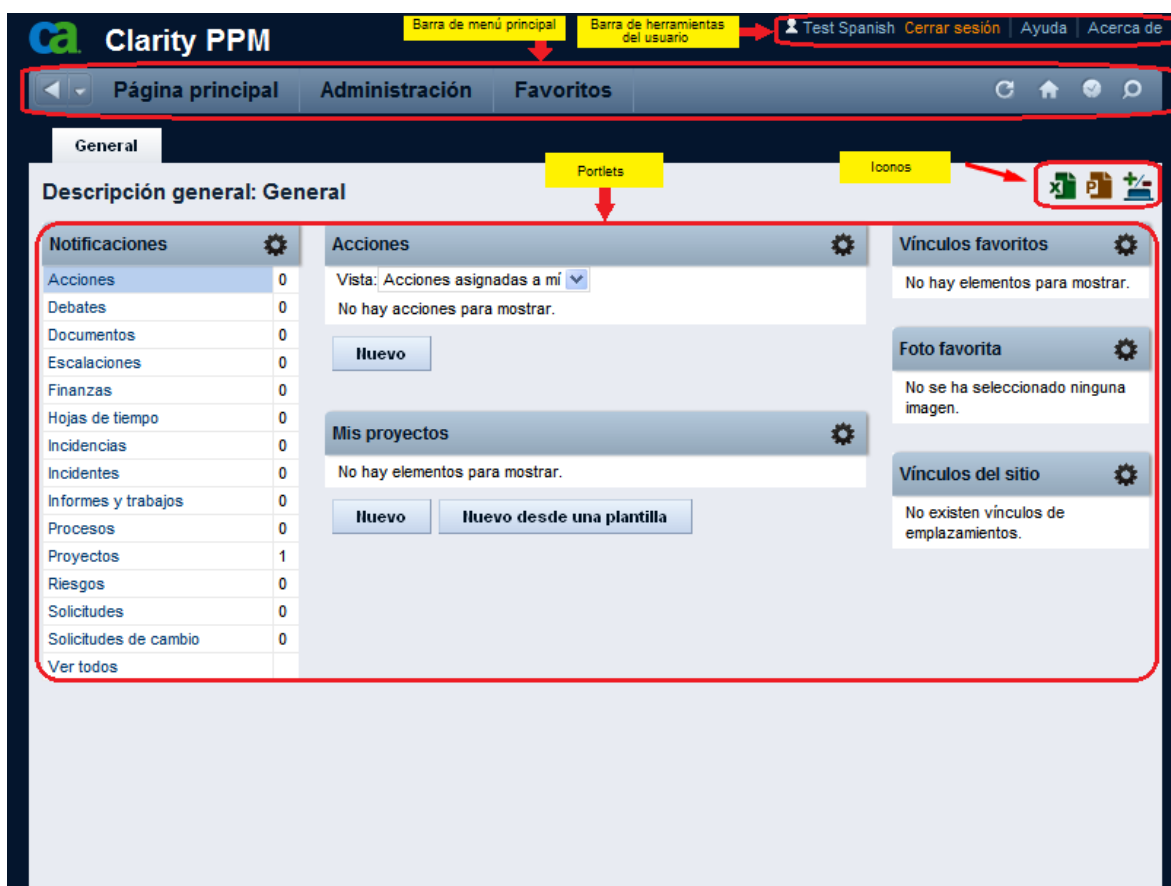 Barra de menú principal
Barra de herramientas
del usuario
Test Spanish Cerrar sesión | Ayuda | Acerca de
ca Clarity PPM
Página principal Administración Favoritos
General
Portlets
Iconos
Descripción general: General
Notificaciones
Acciones 0
Debates 0
Documentos 0
Escalaciones 0
Finanzas 0
Hojas de tiempo 0
Incidencias 0
Incidentes 0
Informes y trabajos 0
Procesos 0
Proyectos 1
Riesgos 0
Solicitudes 0
Solicitudes de cambio 0
Ver todos
Acciones
Vista: Acciones asignadas a mí
No hay acciones para mostrar.
Nuevo
Mis proyectos
No hay elementos para mostrar.
Nuevo Nuevo desde una plantilla
Vínculos favoritos
No hay elementos para mostrar.
Foto favorita
No se ha seleccionado ninguna
imagen.
Vínculos del sitio
No existen vínculos de
emplazamientos.